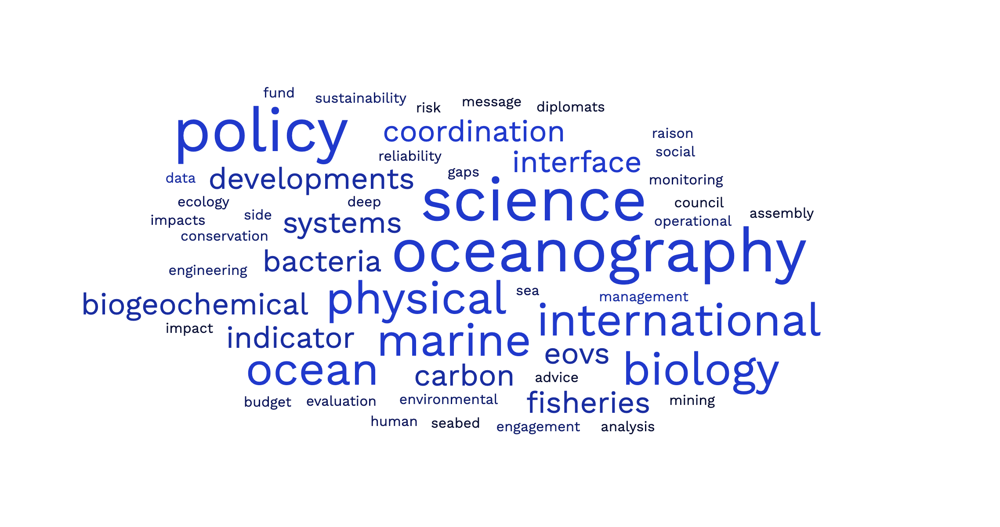 fund
sustainability
risk
message
diplomats
policy
coordination
raison
social
reliability
interface
data
developments
gaps
monitoring
science
ecology
deep
council
impacts
side
systems
operational
assembly
conservation
bacteria
oceanography
engineering
biogeochemical
physical
sea
management
international
impact
indicator
marine
eovs
ocean
carbon
advice
biology
budget
evaluation
environmental
fisheries
mining
human
seabed
engagement
analysis